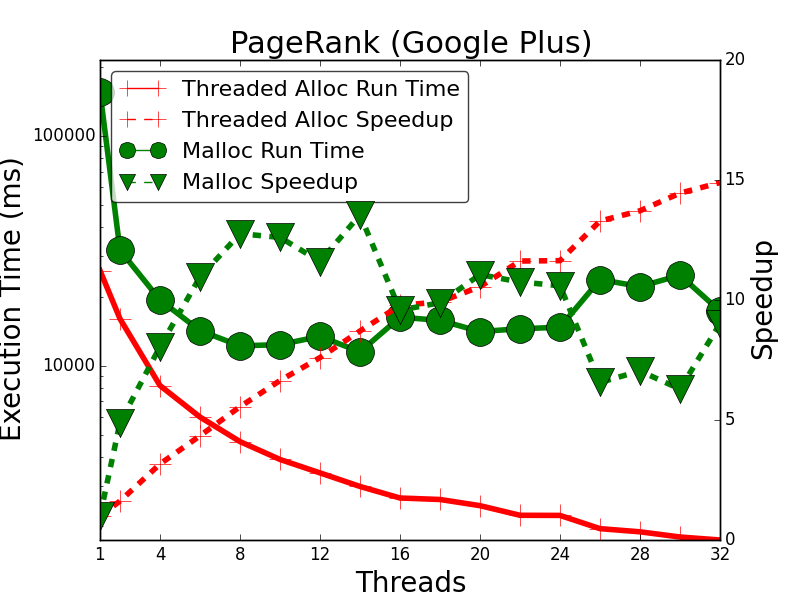 PageRank (Google Plus)
Threaded Alloc Run Time
Threaded Alloc Speedup
Malloc Run Time
Malloc Speedup
100000
10000
Execution Time (ms)
20
15
10
5
0
Speedup
1 4 8 12 16 20 24 28 32
Threads